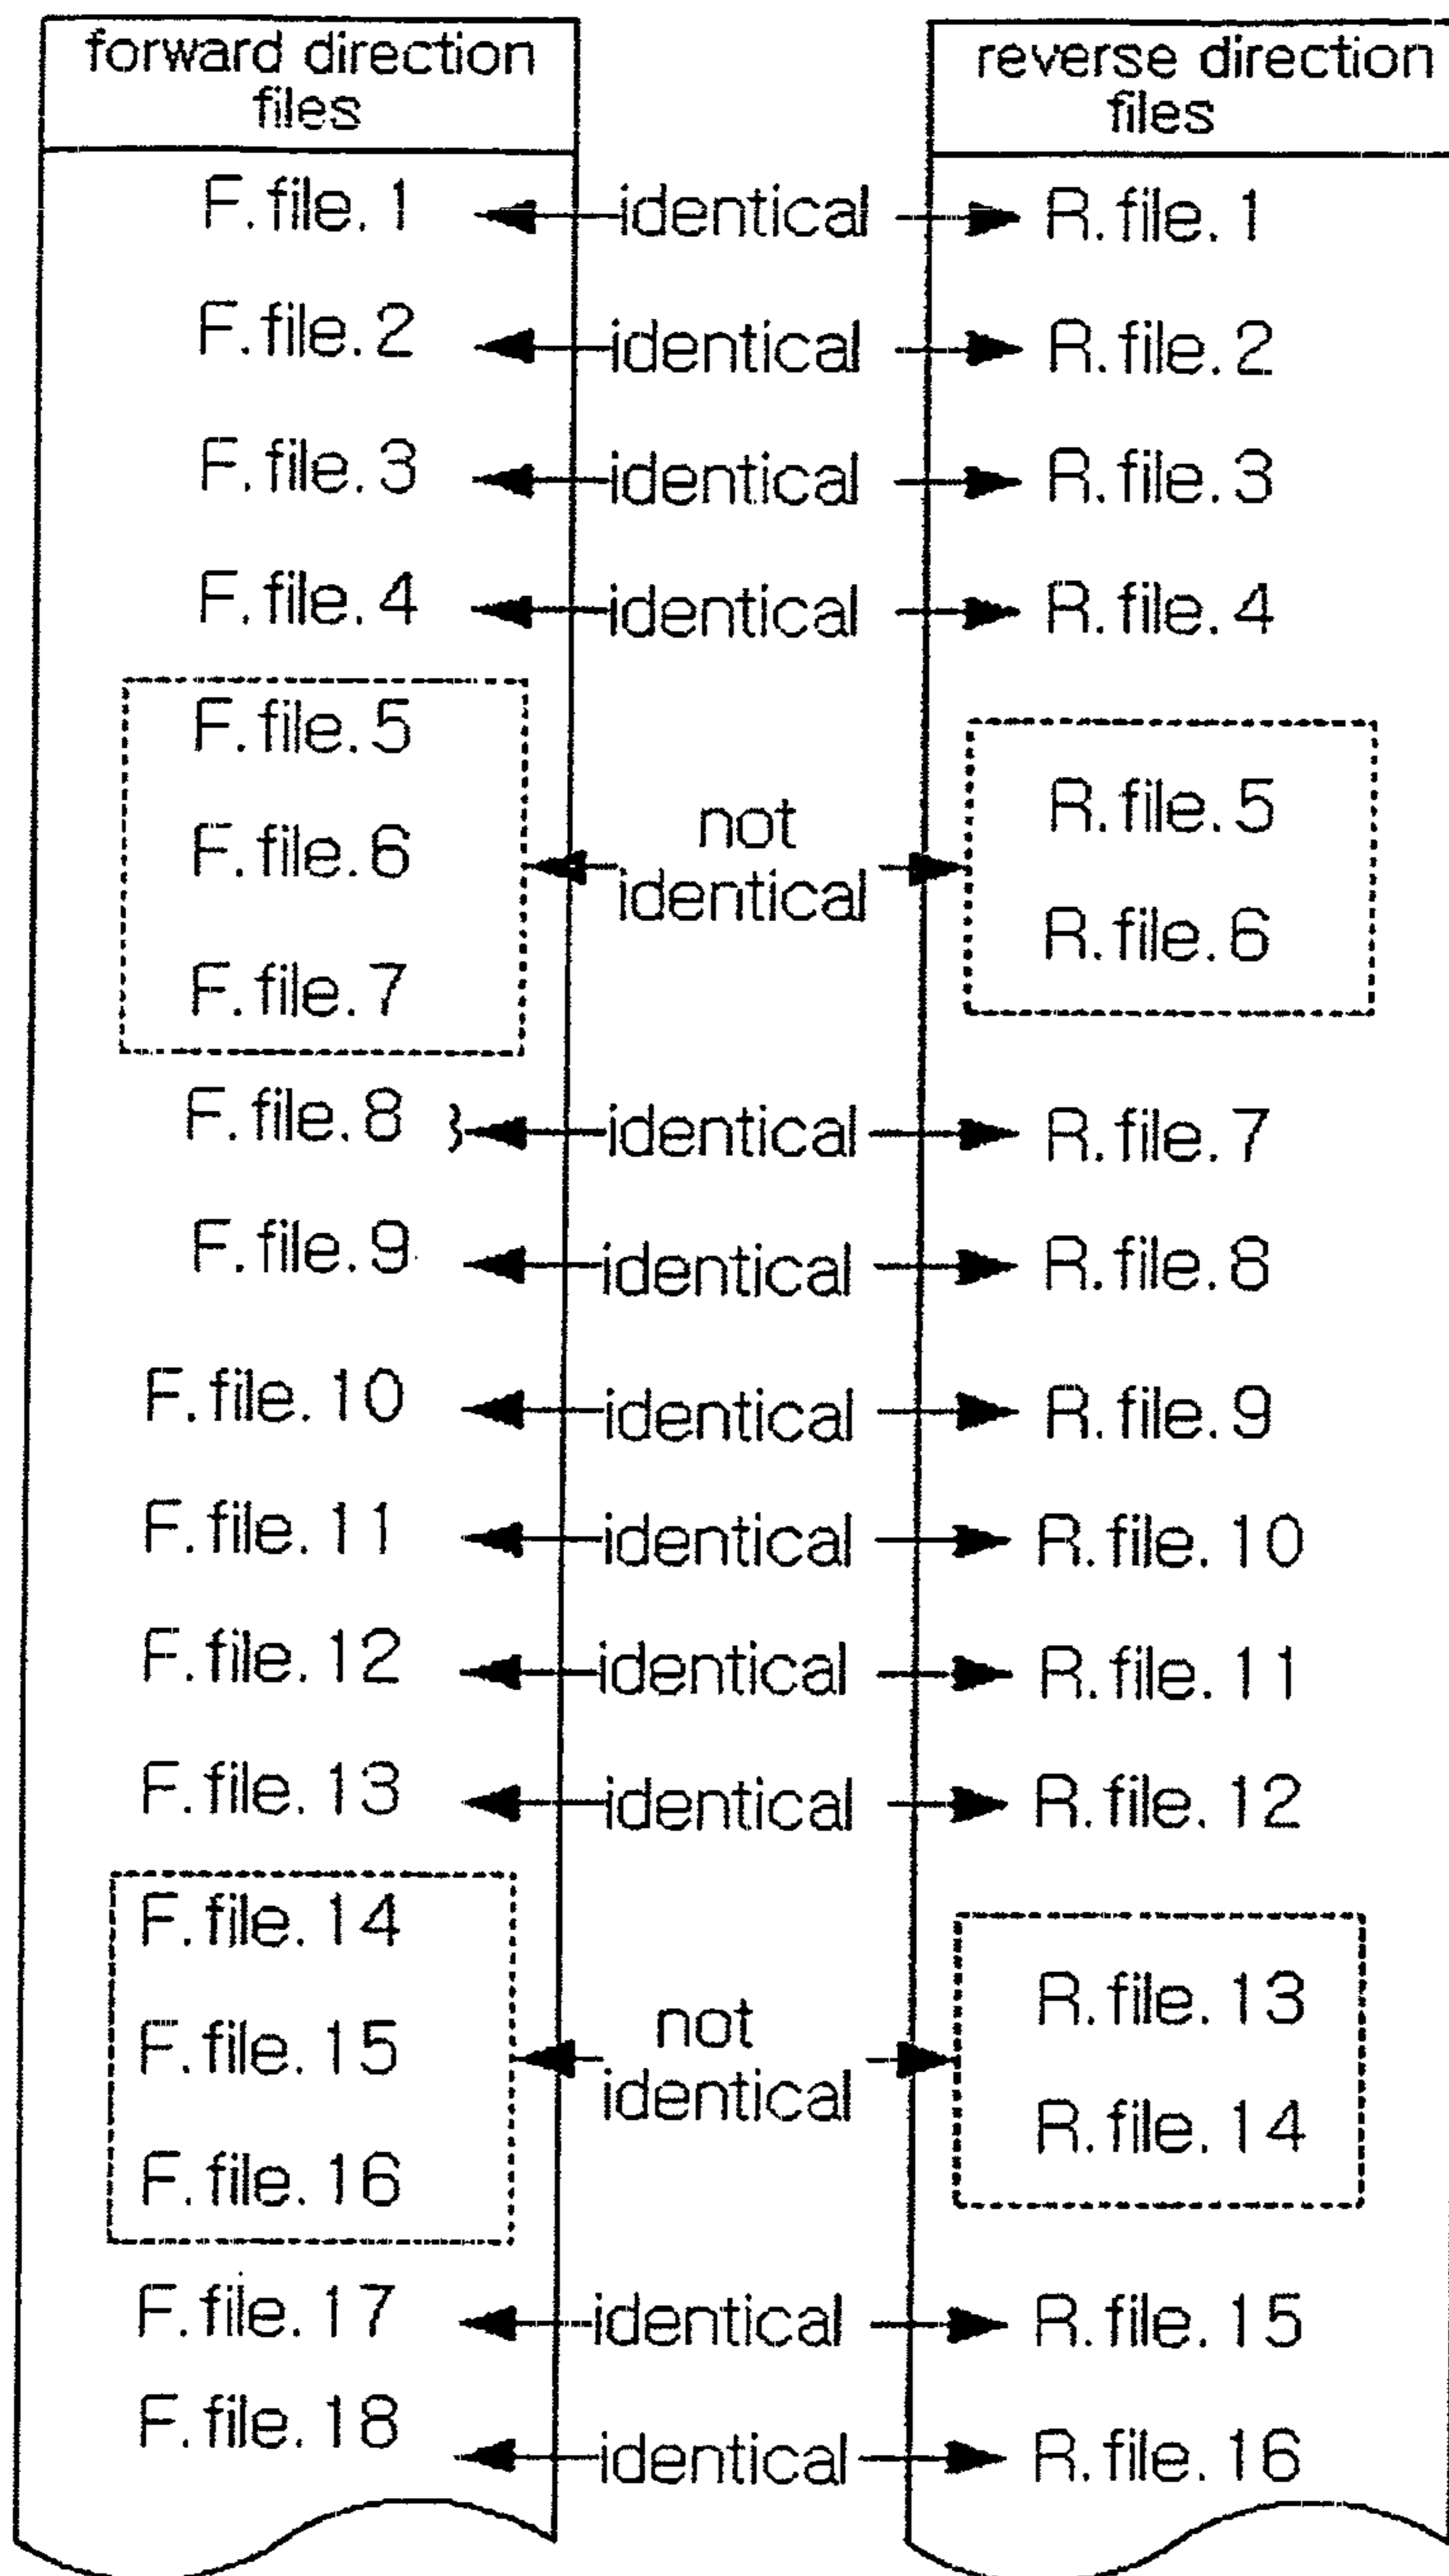 forward direction
files
reverse direction
files
F.file.1 identical R.file.1
F.file.2 identical R.file.2
F.file.3 identical R.file.3
F.file.4 identical R.file.4
F.file.5
F.file.6
F.file.7
not
identical
R.file.5
R.file.6
F.file.8 identical R.file.7
F.file.9 identical R.file.8
F.file.10 identical R.file.9
F.file.11 identical R.file.10
F.file.12 identical R.file.11
F.file.13 identical R.file.12
F.file.14
F.file.15
F.file.16
not
identical
R.file.13
R.file.14
F.file.17 identical R.file.15
F.file.18 identical R.file.16